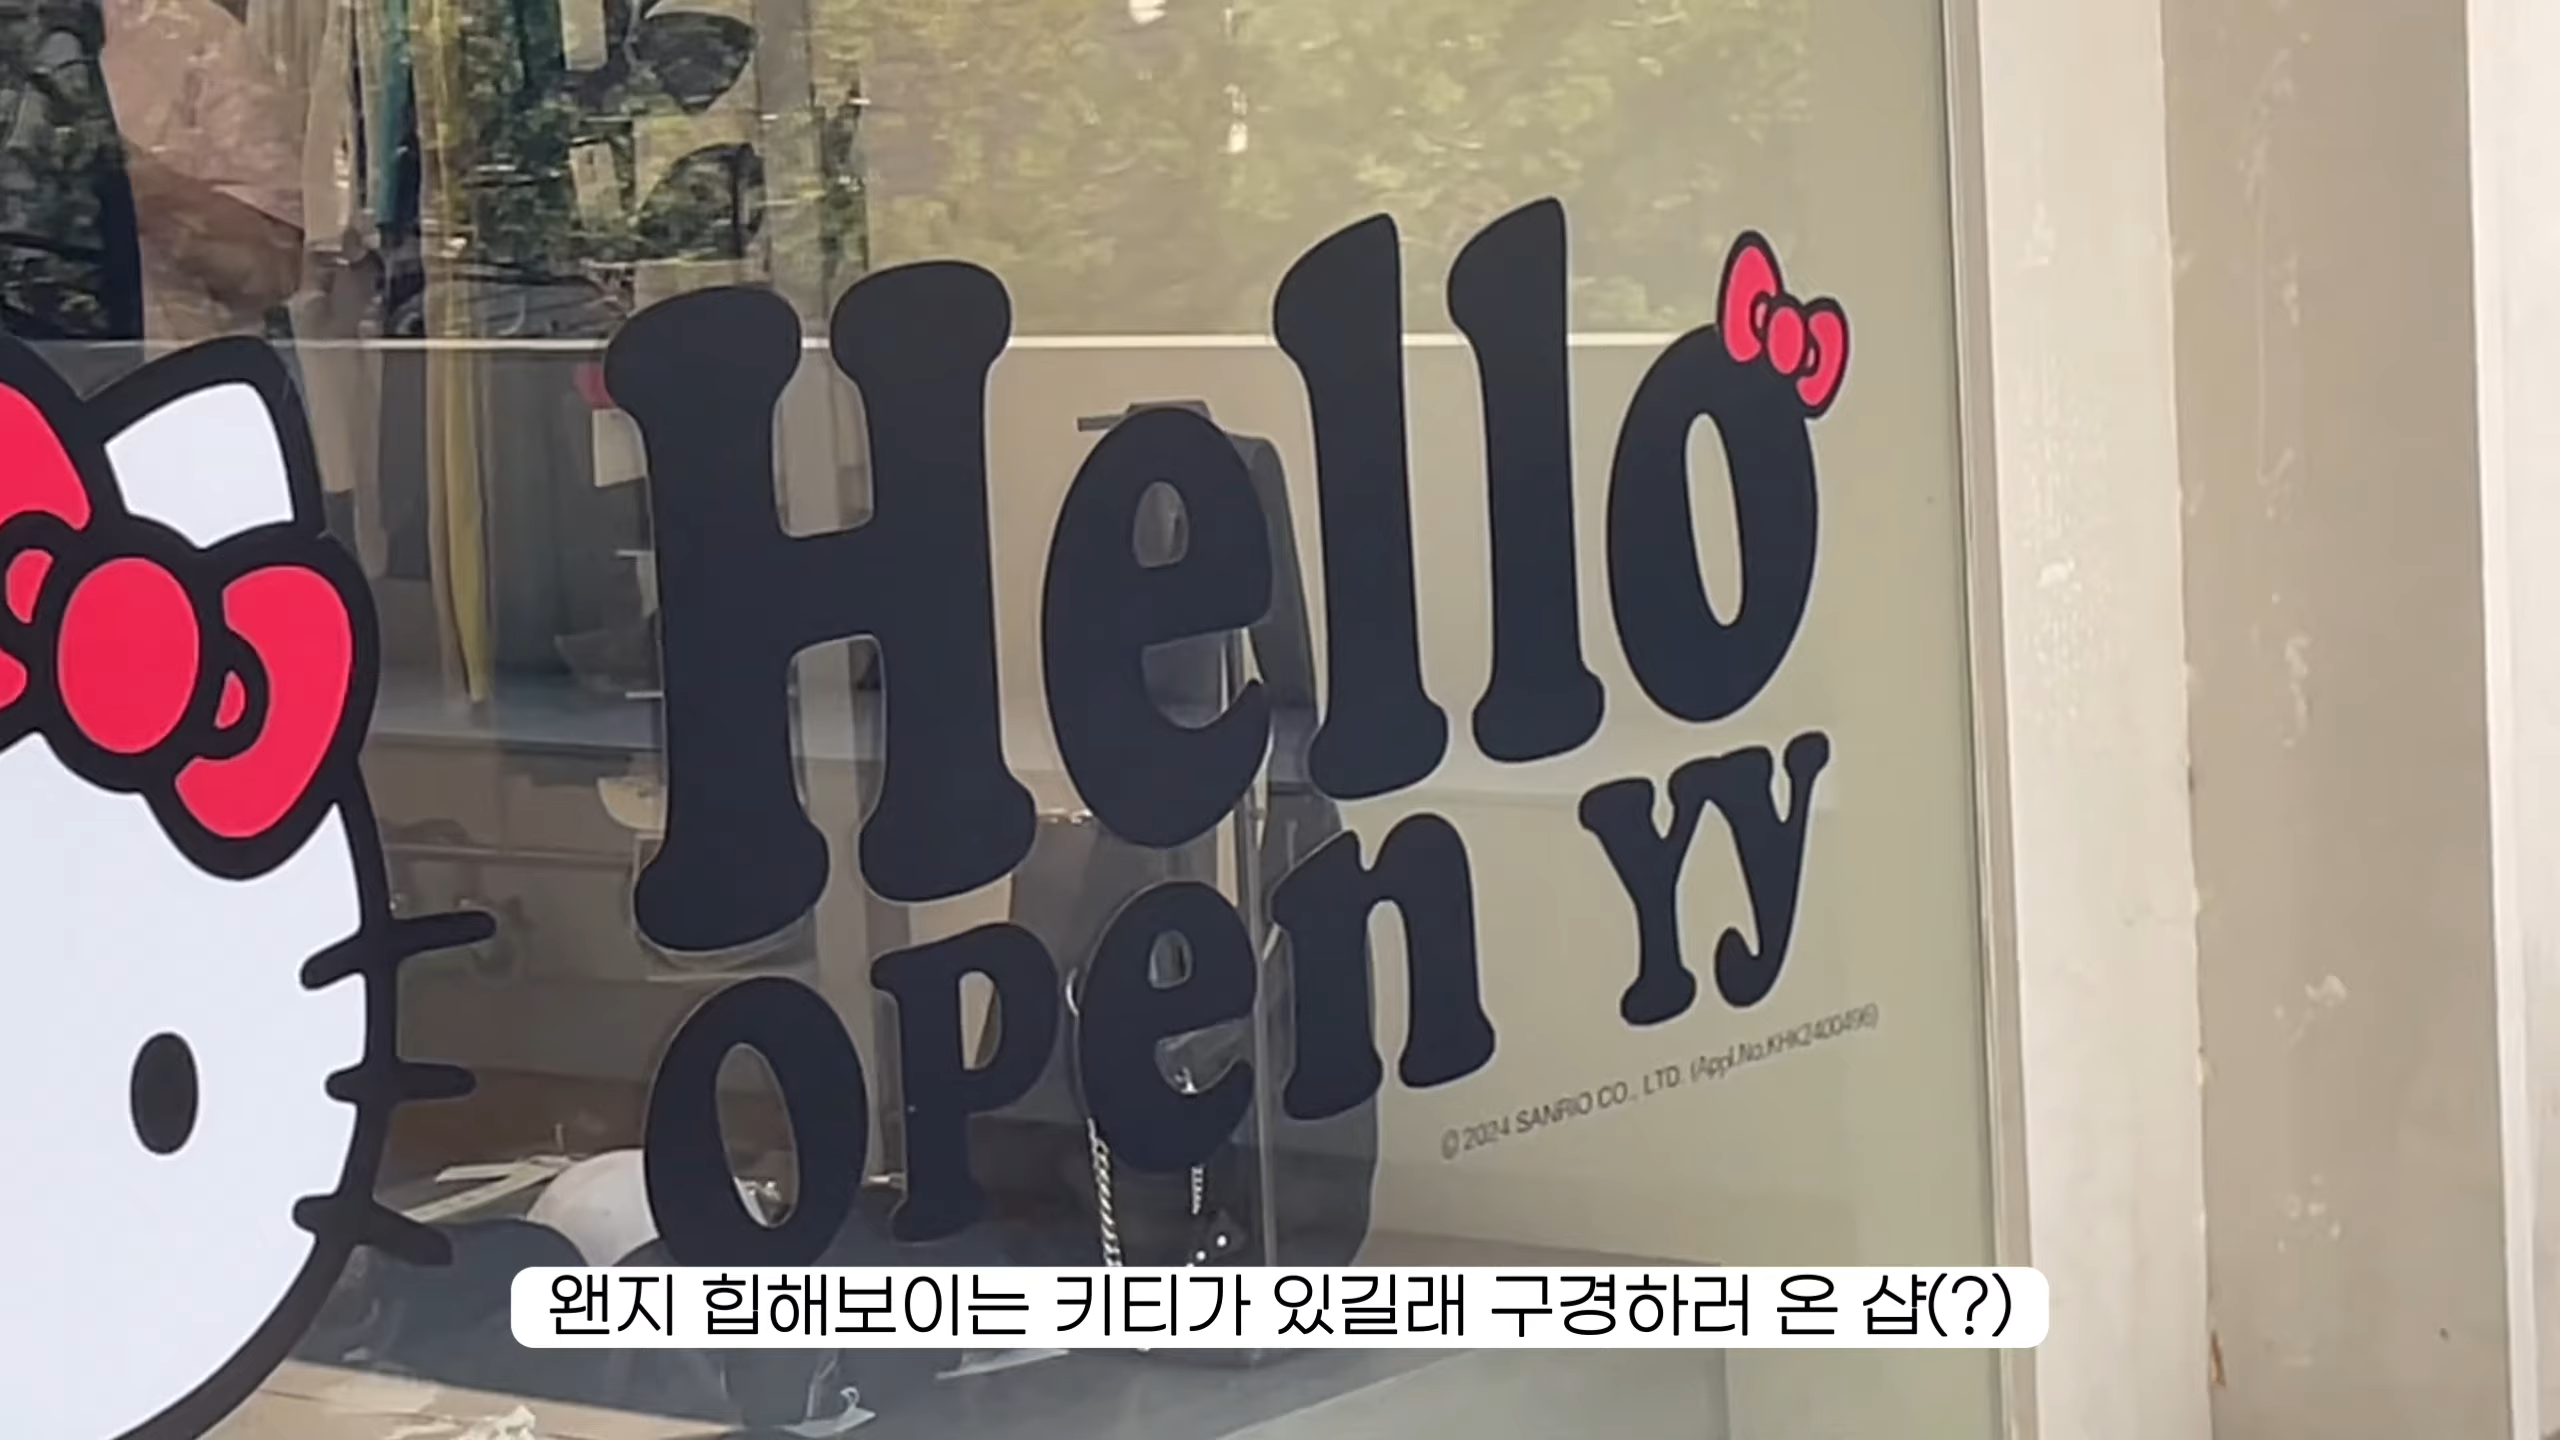 Hello
open yy
© 2024 SANRIO CO., LTD. (Appl.No.KHK2400496)
왠지 힙해보이는 키티가 있길래 구경하러 온 샵(?)